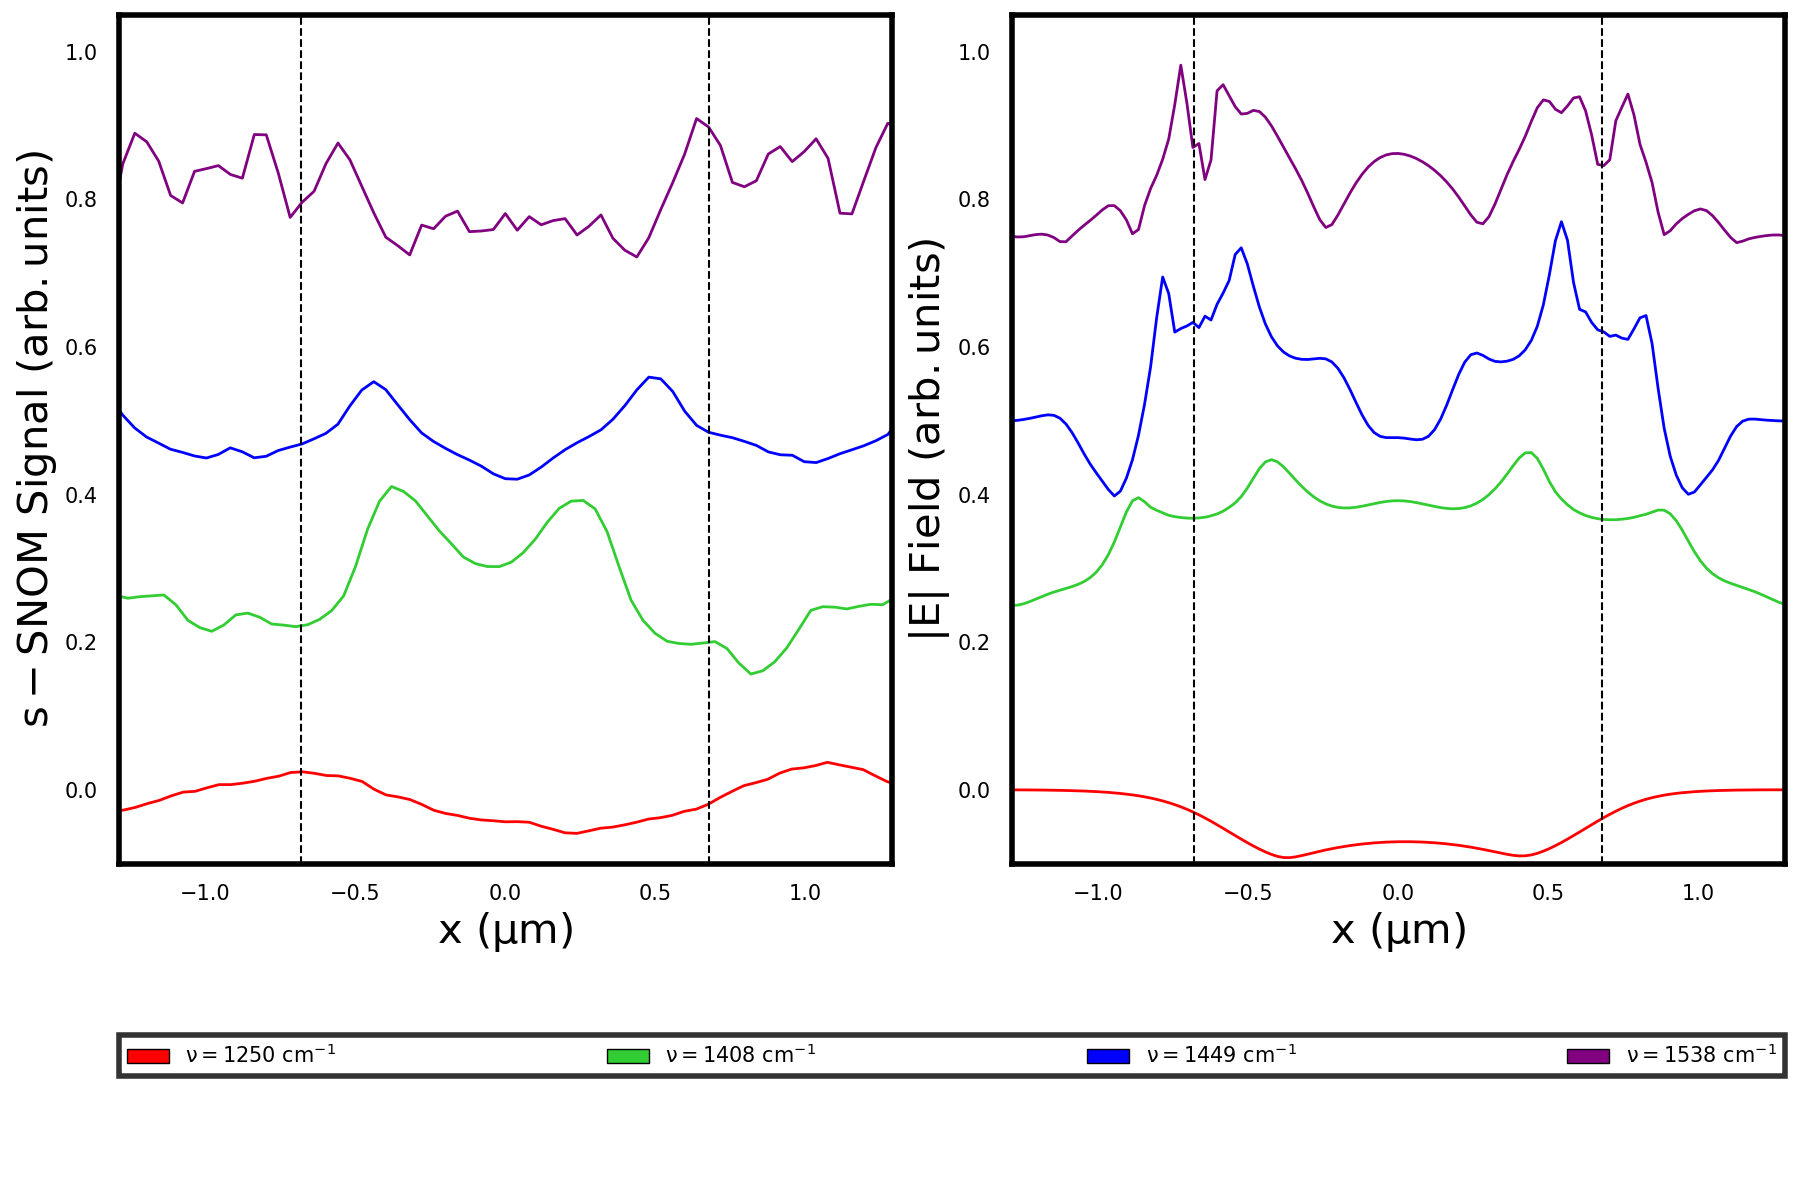 s − SNOM Signal (arb. units)
1.0
0.8
0.6
0.4
0.2
0.0
−1.0 −0.5 0.0 0.5 1.0
x (μm)
|E| Field (arb. units)
1.0
0.8
0.6
0.4
0.2
0.0
−1.0 −0.5 0.0 0.5 1.0
x (μm)
ν = 1250 cm⁻¹ ν = 1408 cm⁻¹ ν = 1449 cm⁻¹ ν = 1538 cm⁻¹